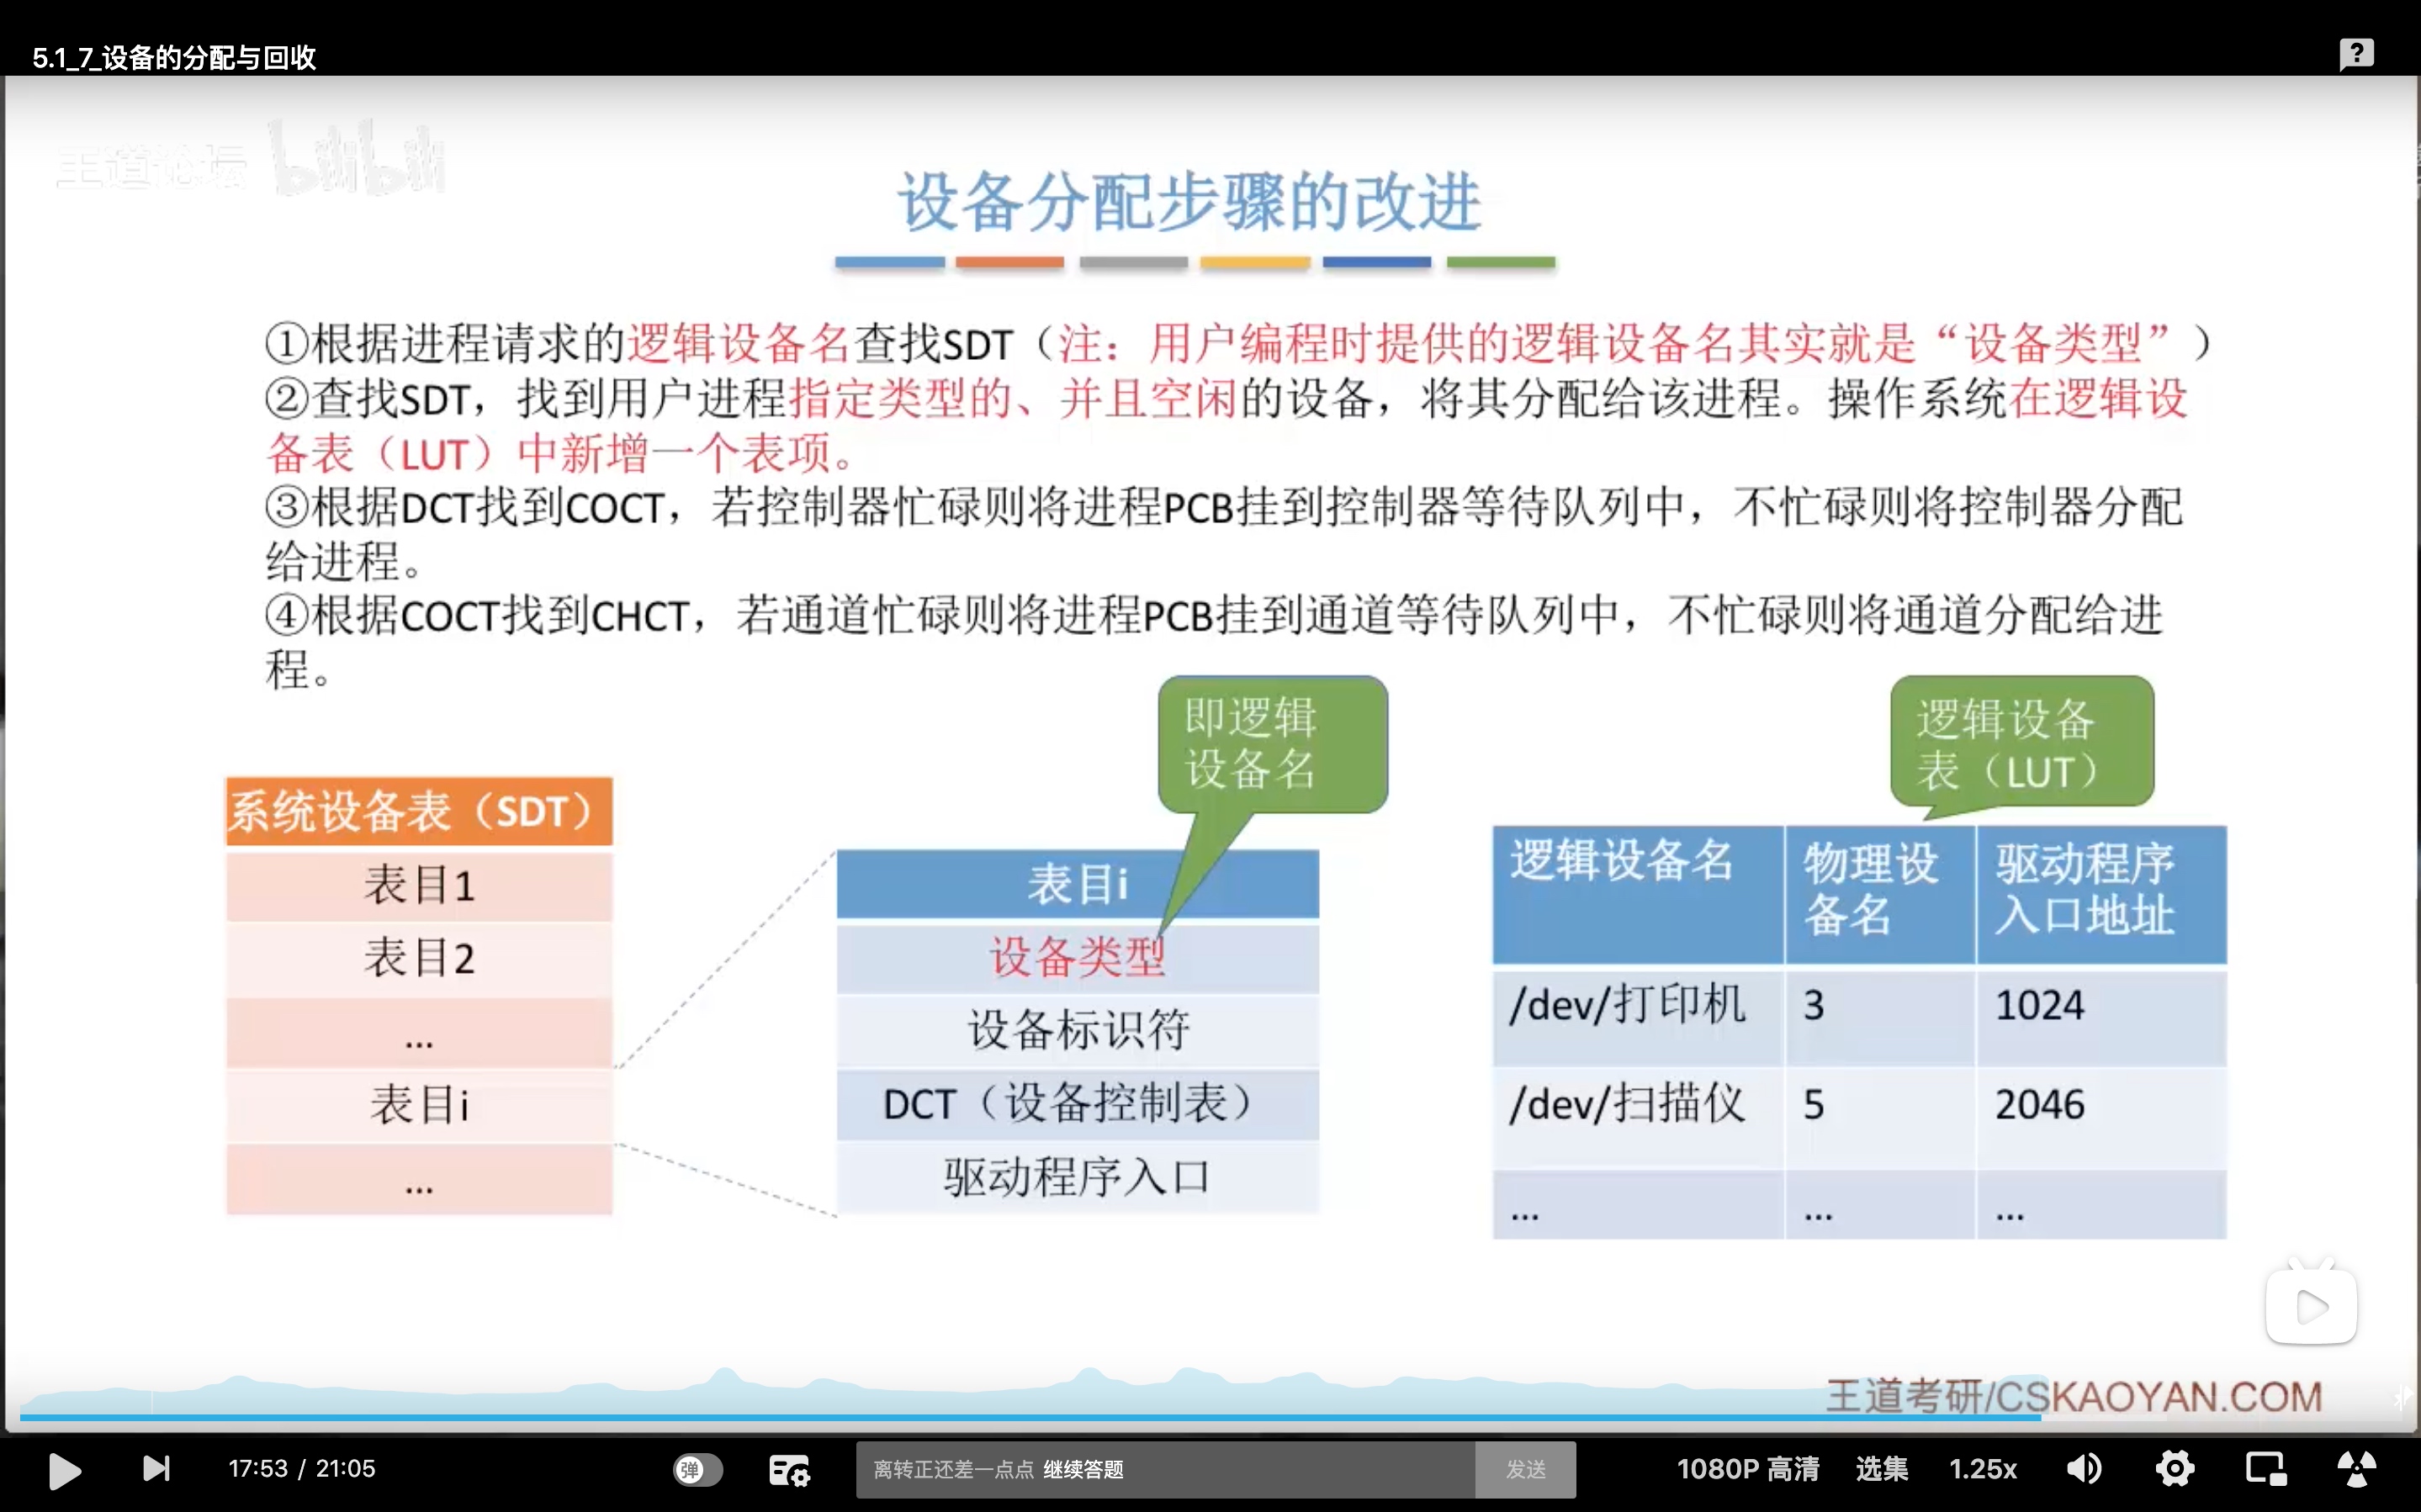 5.1_7_设备的分配与回收
王道论坛 bilibili
设备分配步骤的改进
①根据进程请求的逻辑设备名查找SDT（注：用户编程时提供的逻辑设备名其实就是“设备类型”）
②查找SDT，找到用户进程指定类型的、并且空闲的设备，将其分配给该进程。操作系统在逻辑设
备表（LUT）中新增一个表项。
③根据DCT找到COCT，若控制器忙碌则将进程PCB挂到控制器等待队列中，不忙碌则将控制器分配
给进程。
④根据COCT找到CHCT，若通道忙碌则将进程PCB挂到通道等待队列中，不忙碌则将通道分配给进
程。
系统设备表（SDT）
表目1
表目2
...
表目i
...
即逻辑
设备名
表目i
设备类型
设备标识符
DCT（设备控制表）
驱动程序入口
逻辑设备
表（LUT）
逻辑设备名 物理设备名 驱动程序入口地址
/dev/打印机 3 1024
/dev/扫描仪 5 2046
... ... ...
王道考研/CSKAOYAN.COM
17:53 / 21:05 弹 离转正还差一点点 继续答题 发送 1080P 高清 选集 1.25x